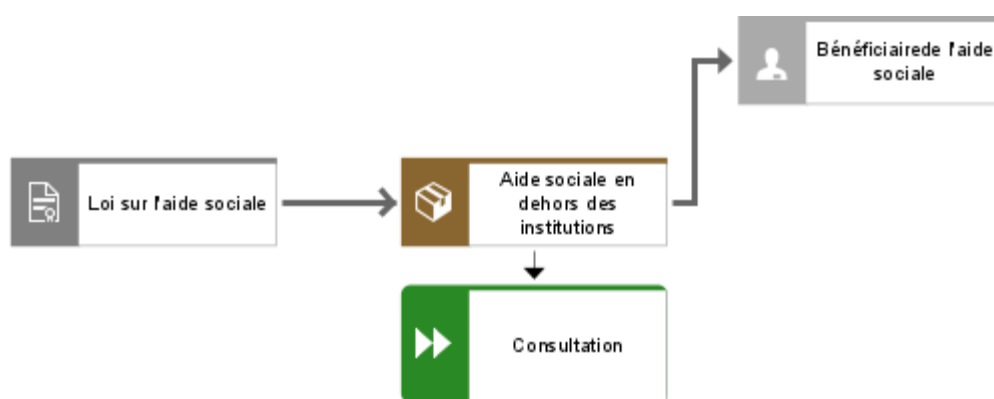 Bénéficiairede l'aide
sociale
Loi sur l'aide sociale
Aide sociale en
dehors des
institutions
Consultation